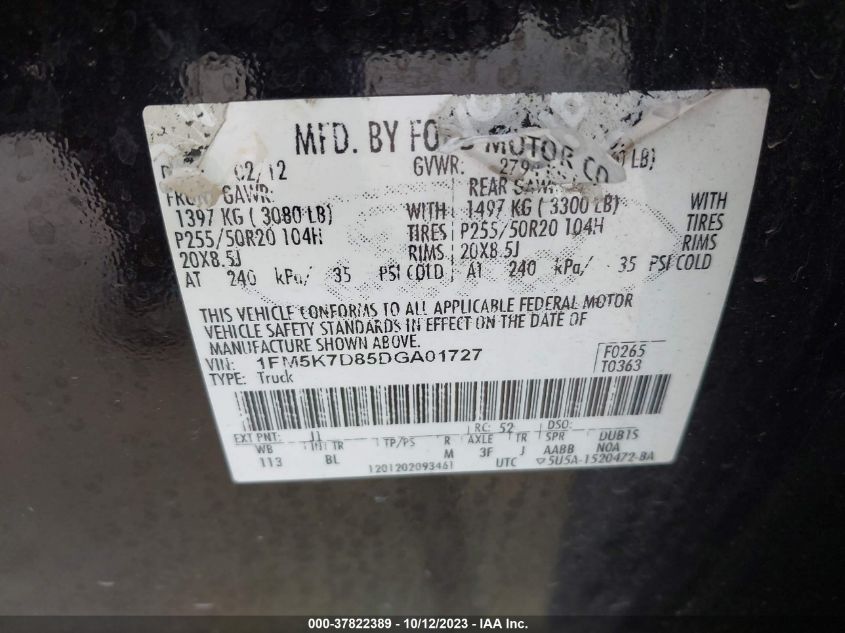 MFD. BY FORD MOTOR CO.
02/12 GVWR: LB)
FRONT GAWR: REAR GAWR:
1397 KG ( 3080 LB) WITH 1497 KG ( 3300 LB) WITH
P255/50R20 104H TIRES P255/50R20 104H TIRES
20X8.5J RIMS 20X8.5J RIMS
AT 240 kPa/ 35 PSI COLD AT 240 kPa/ 35 PSI COLD
THIS VEHICLE CONFORMS TO ALL APPLICABLE FEDERAL MOTOR
VEHICLE SAFETY STANDARDS IN EFFECT ON THE DATE OF
MANUFACTURE SHOWN ABOVE.
VIN: 1FM5K7D85DGA01727 F0265
TYPE: Truck T0363
EXT PNT: RC: 52 DSO:
WB INT TR TP/PS R AXLE TR SPR DUBTS
113 BL M 3F J AABB NOA
1201202093461 UTC ▽5U5A-1520472-BA
000-37822389 - 10/12/2023 - IAA Inc.